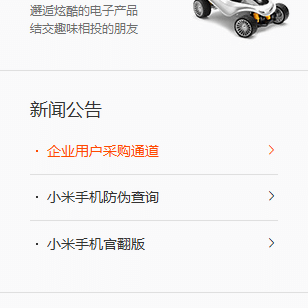 邂逅炫酷的电子产品
结交趣味相投的朋友
新闻公告
· 企业用户采购通道
· 小米手机防伪查询
· 小米手机官翻版